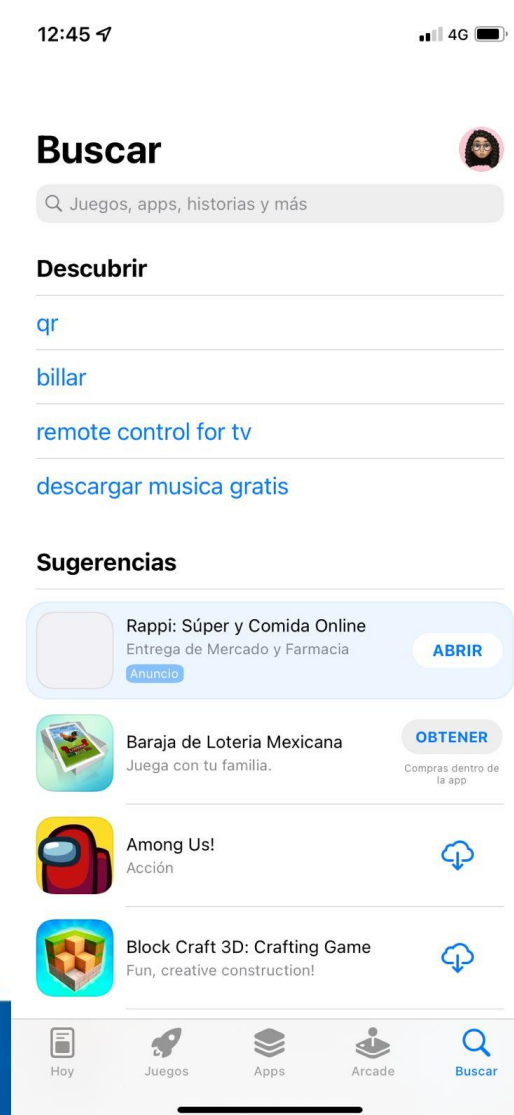 12:45
4G
Buscar
Juegos, apps, historias y más
Descubrir
qr
billar
remote control for tv
descargar musica gratis
Sugerencias
Rappi: Súper y Comida Online
Entrega de Mercado y Farmacia
Anuncio
ABRIR
Baraja de Loteria Mexicana
Juega con tu familia.
OBTENER
Compras dentro de
la app
Among Us!
Acción
Block Craft 3D: Crafting Game
Fun, creative construction!
Hoy
Juegos
Apps
Arcade
Buscar